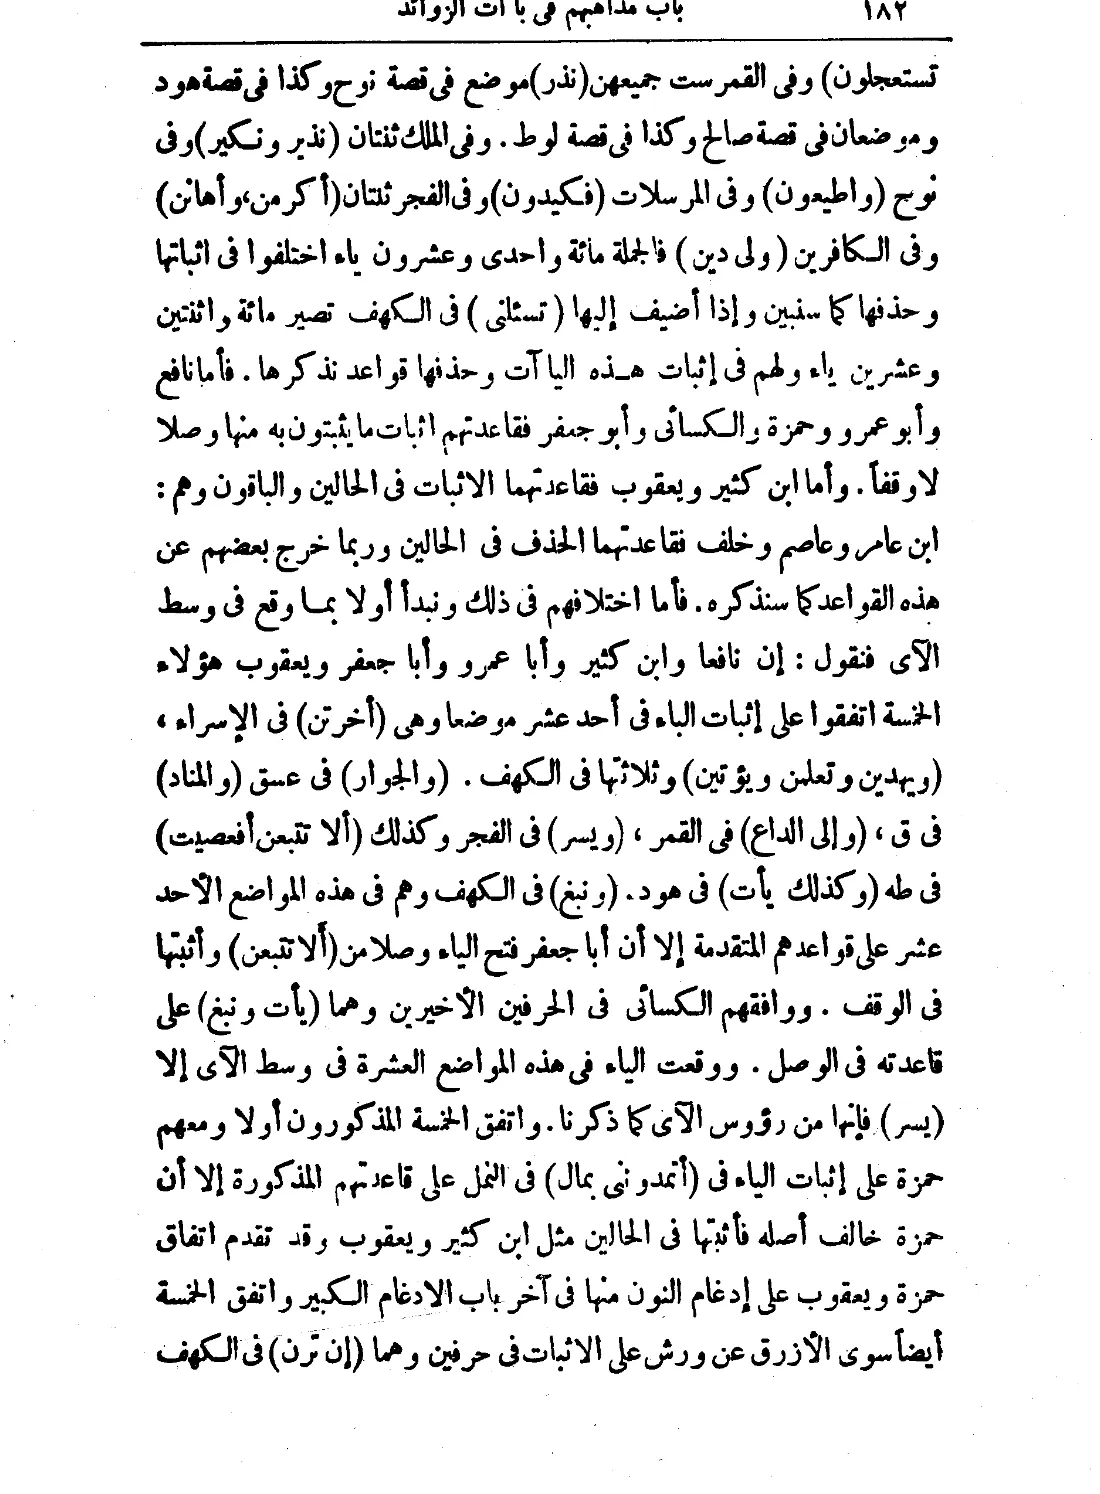 ١٨٢ باب مذاهبهم فى يا آت الزوائد
تستعجلون) وفى القمر ست جميعهن (نذر) موضع فى قصة نوح وكذا فى قصة هود
وموضعان فى قصة صالح وكذا فى قصة لوط . وفى الملك ثنتان (نذير ونكير) وفى
نوح (واطيعون) وفى المرسلات (فكيدون) وفى الفجر ثنتان (أكرمن، وأهانن)
وفى الكافرين (ولى دين) فالجملة مائة واحدى وعشرون ياء اختلفوا فى اثباتها
وحذفها كما سنبين وإذا أضيف إليها (تسئلنى) فى الكهف تصير مائة واثنتين
وعشرين ياء ولهم فى إثبات هذه اليا آت وحذفها قواعد نذكرها . فأما نافع
وأبو عمرو وحمزة والكسائى وأبو جعفر فقاعدتهم اثبات ما يثبتون به منها وصلا
لا وقفاً . وأما ابن كثير ويعقوب فقاعدتهما الاثبات فى الحالين والباقون وهم :
ابن عامر وعاصم وخلف فقاعدتهما الحذف فى الحالين وربما خرج بعضهم عن
هذه القواعد كما سنذكره . فأما اختلافهم فى ذلك ونبدأ أولا بما وقع فى وسط
الآى فنقول : إن نافعا وابن كثير وأبا عمرو وأبا جعفر ويعقوب هؤلاء
الخمسة اتفقوا على إثبات الياء فى أحد عشر موضعا وهى (أخرتن) فى الإسراء ،
(ويهدين وتعلمن ويؤتين) وثلاثتها فى الكهف . (والجوار) فى عسق (والمناد)
فى ق ، (وإلى الداع) فى القمر ، (ويسر) فى الفجر وكذلك (ألا تتبعن أفعصيت)
فى طه (وكذلك يأت) فى هود . (ونبغ) فى الكهف وهم فى هذه المواضع الأحد
عشر على قواعدهم المتقدمة إلا أن أبا جعفر فتح الياء وصلا من (ألا تتبعن) وأثبتها
فى الوقف . ووافقهم الكسائى فى الحرفين الأخيرين وهما (يأت ونبغ) على
قاعدته فى الوصل . ووقعت الياء فى هذه المواضع العشرة فى وسط الآى إلا
(يسر) فإنها من رؤوس الآى كما ذكرنا . واتفق الخمسة المذكورون أولا ومعهم
حمزة على إثبات الياء فى (أتمدوننى بمال) فى النمل على قاعدتهم المذكورة إلا أن
حمزة خالف أصله فأثبتها فى الحالين مثل ابن كثير ويعقوب وقد تقدم اتفاق
حمزة ويعقوب على إدغام النون منها فى آخر باب الادغام الكبير واتفق الخمسة
أيضاً سوى الأزرق عن ورش على الاثبات فى حرفين وهما (إن ترن) فى الكهف